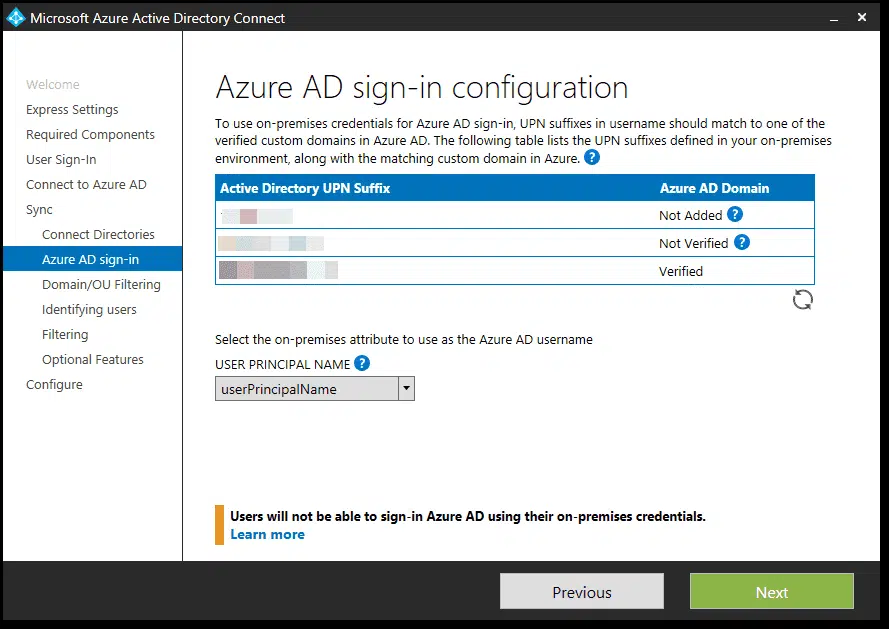 Microsoft Azure Active Directory Connect
Welcome
Express Settings
Required Components
User Sign-In
Connect to Azure AD
Sync
Connect Directories
Azure AD sign-in
Domain/OU Filtering
Identifying users
Filtering
Optional Features
Configure
Azure AD sign-in configuration
To use on-premises credentials for Azure AD sign-in, UPN suffixes in username should match to one of the
verified custom domains in Azure AD. The following table lists the UPN suffixes defined in your on-premises
environment, along with the matching custom domain in Azure. ?
Active Directory UPN Suffix Azure AD Domain
Not Added ?
Not Verified ?
Verified
Select the on-premises attribute to use as the Azure AD username
USER PRINCIPAL NAME ?
userPrincipalName
Users will not be able to sign-in Azure AD using their on-premises credentials.
Learn more
Previous Next